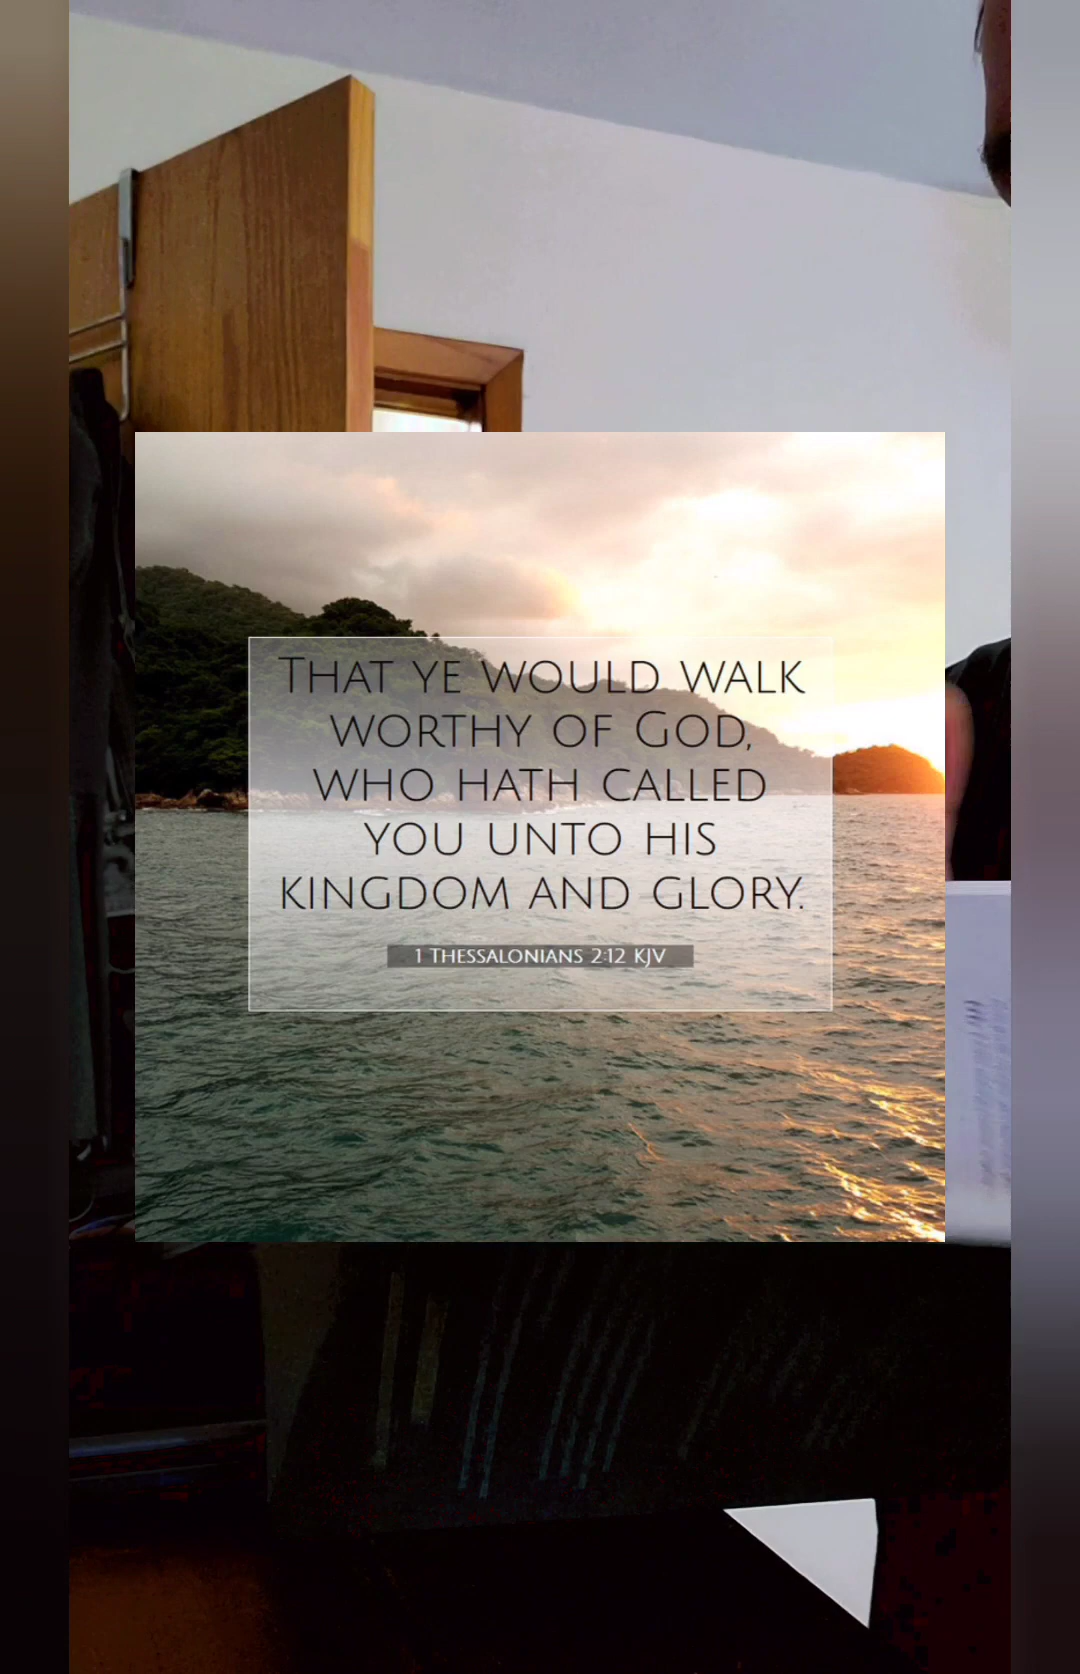 That ye would walk
worthy of God,
who hath called
you unto his
kingdom and glory.
1 Thessalonians 2:12 KJV